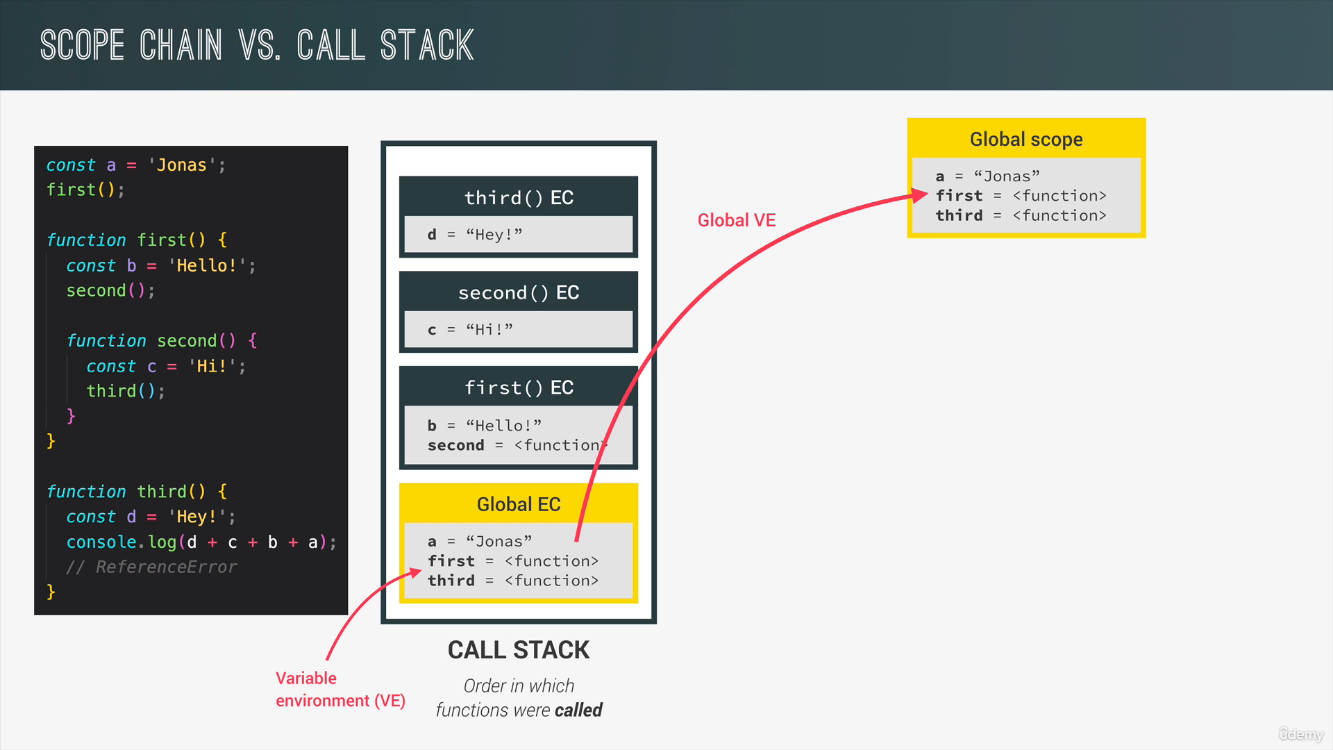 SCOPE CHAIN VS. CALL STACK
const a = 'Jonas';
first();
function first() {
const b = 'Hello!';
second();
function second() {
const c = 'Hi!';
third();
}
}
function third() {
const d = 'Hey!';
console.log(d + c + b + a);
// ReferenceError
}
third() EC
d = “Hey!”
second() EC
c = “Hi!”
first() EC
b = “Hello!”
second = <function>
Global EC
a = “Jonas”
first = <function>
third = <function>
Variable
environment (VE)
CALL STACK
Order in which
functions were called
Global VE
Global scope
a = “Jonas”
first = <function>
third = <function>
ûdemy